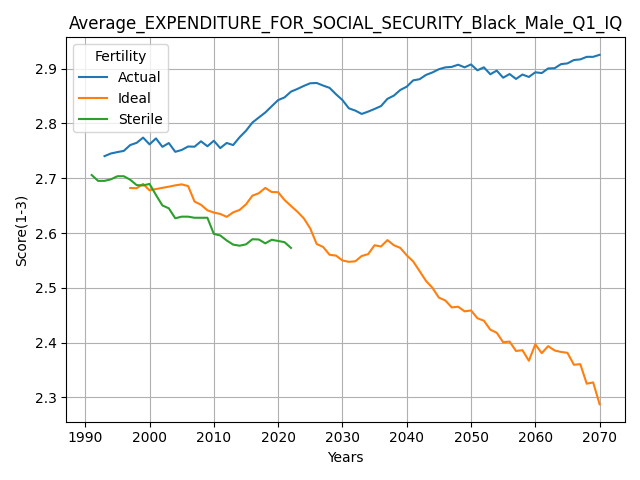 Average_EXPENDITURE_FOR_SOCIAL_SECURITY_Black_Male_Q1_IQ
Fertility
Actual
Ideal
Sterile
Score(1-3)
2.9
2.8
2.7
2.6
2.5
2.4
2.3
1990 2000 2010 2020 2030 2040 2050 2060 2070
Years